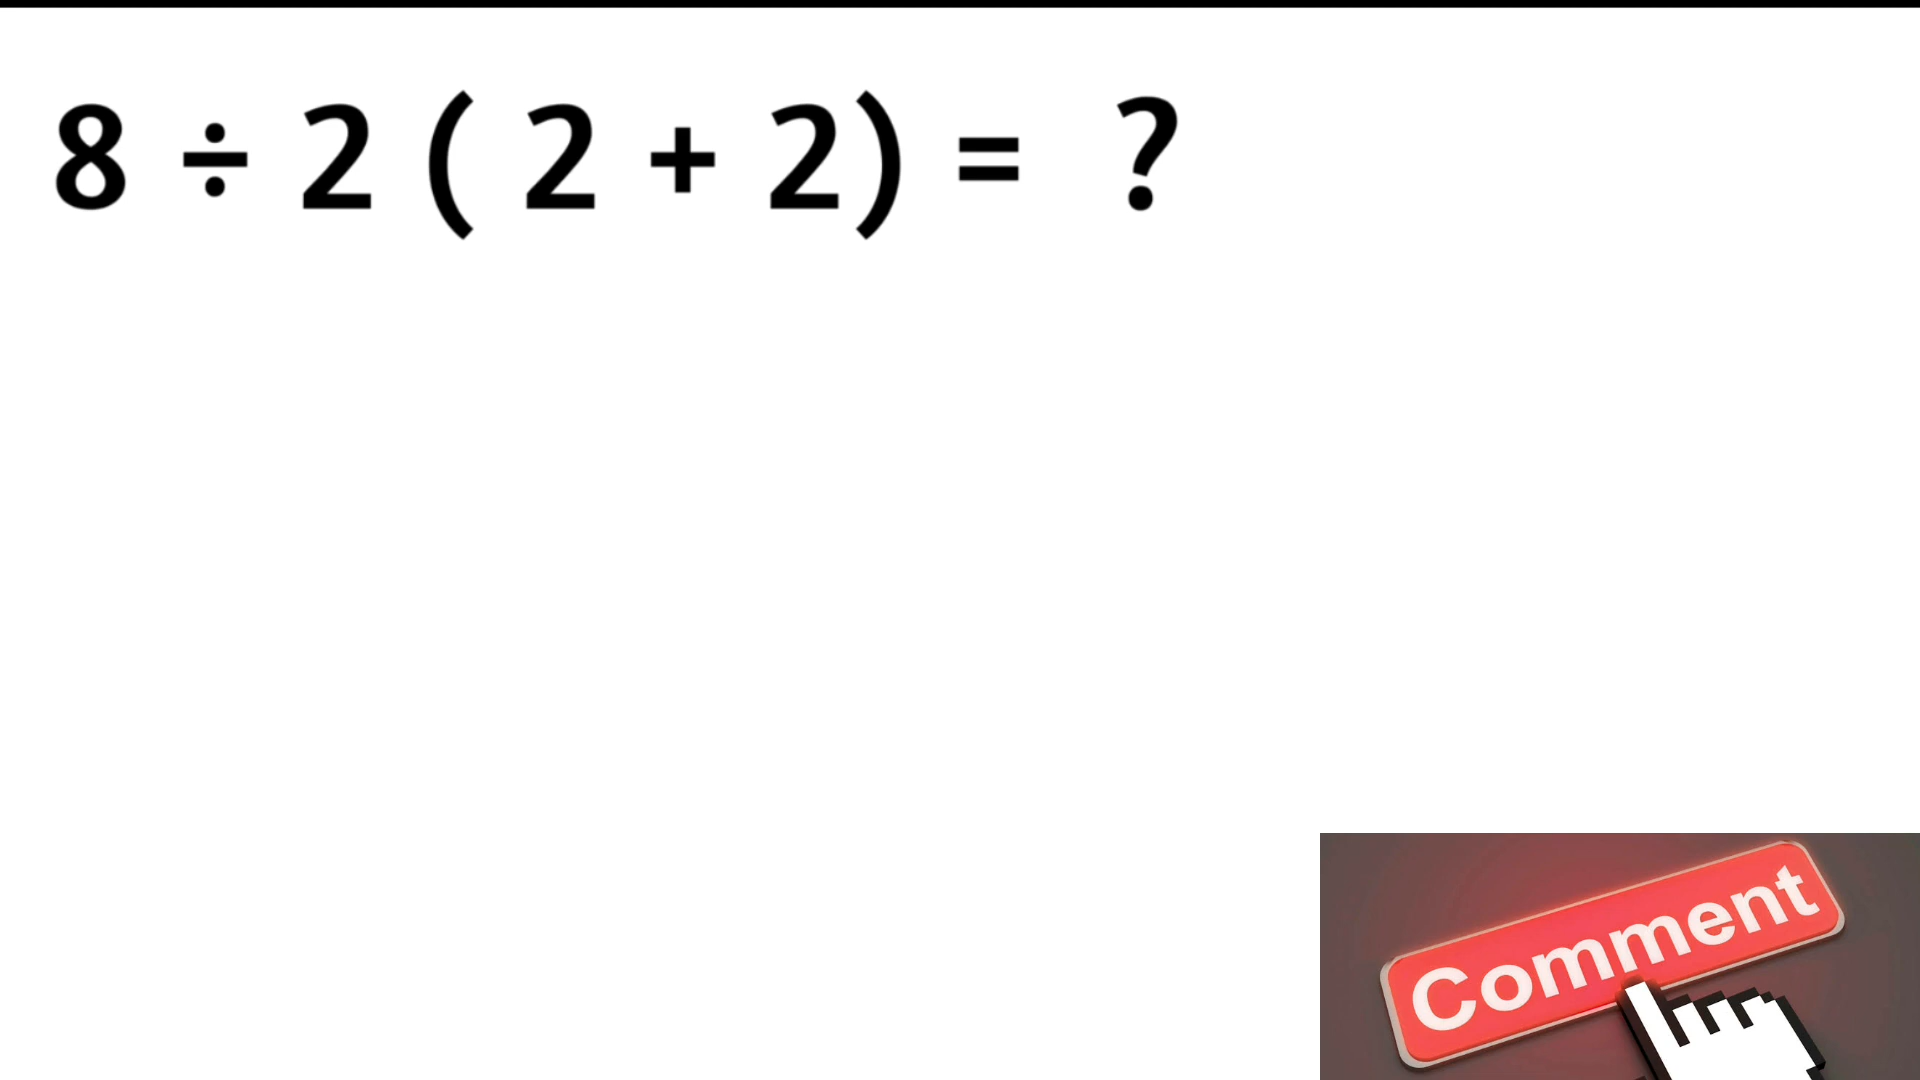 8 ÷ 2 ( 2 + 2) = ?
Comment